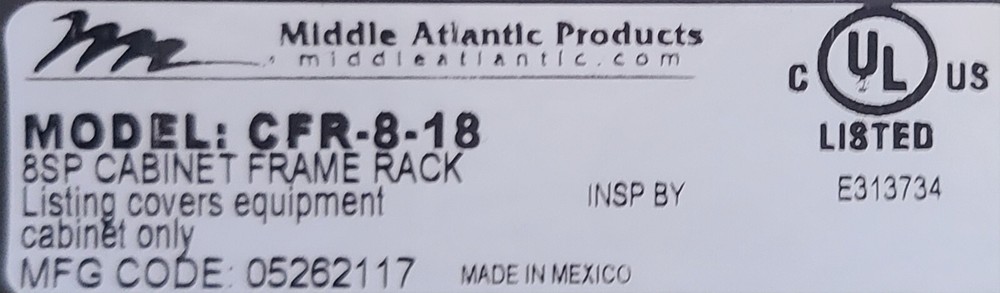 Middle Atlantic Products
middleatlantic.com
C UL US
LISTED
MODEL: CFR-8-18
8SP CABINET FRAME RACK
Listing covers equipment
cabinet only
INSP BY
E313734
MFG CODE: 05262117
MADE IN MEXICO